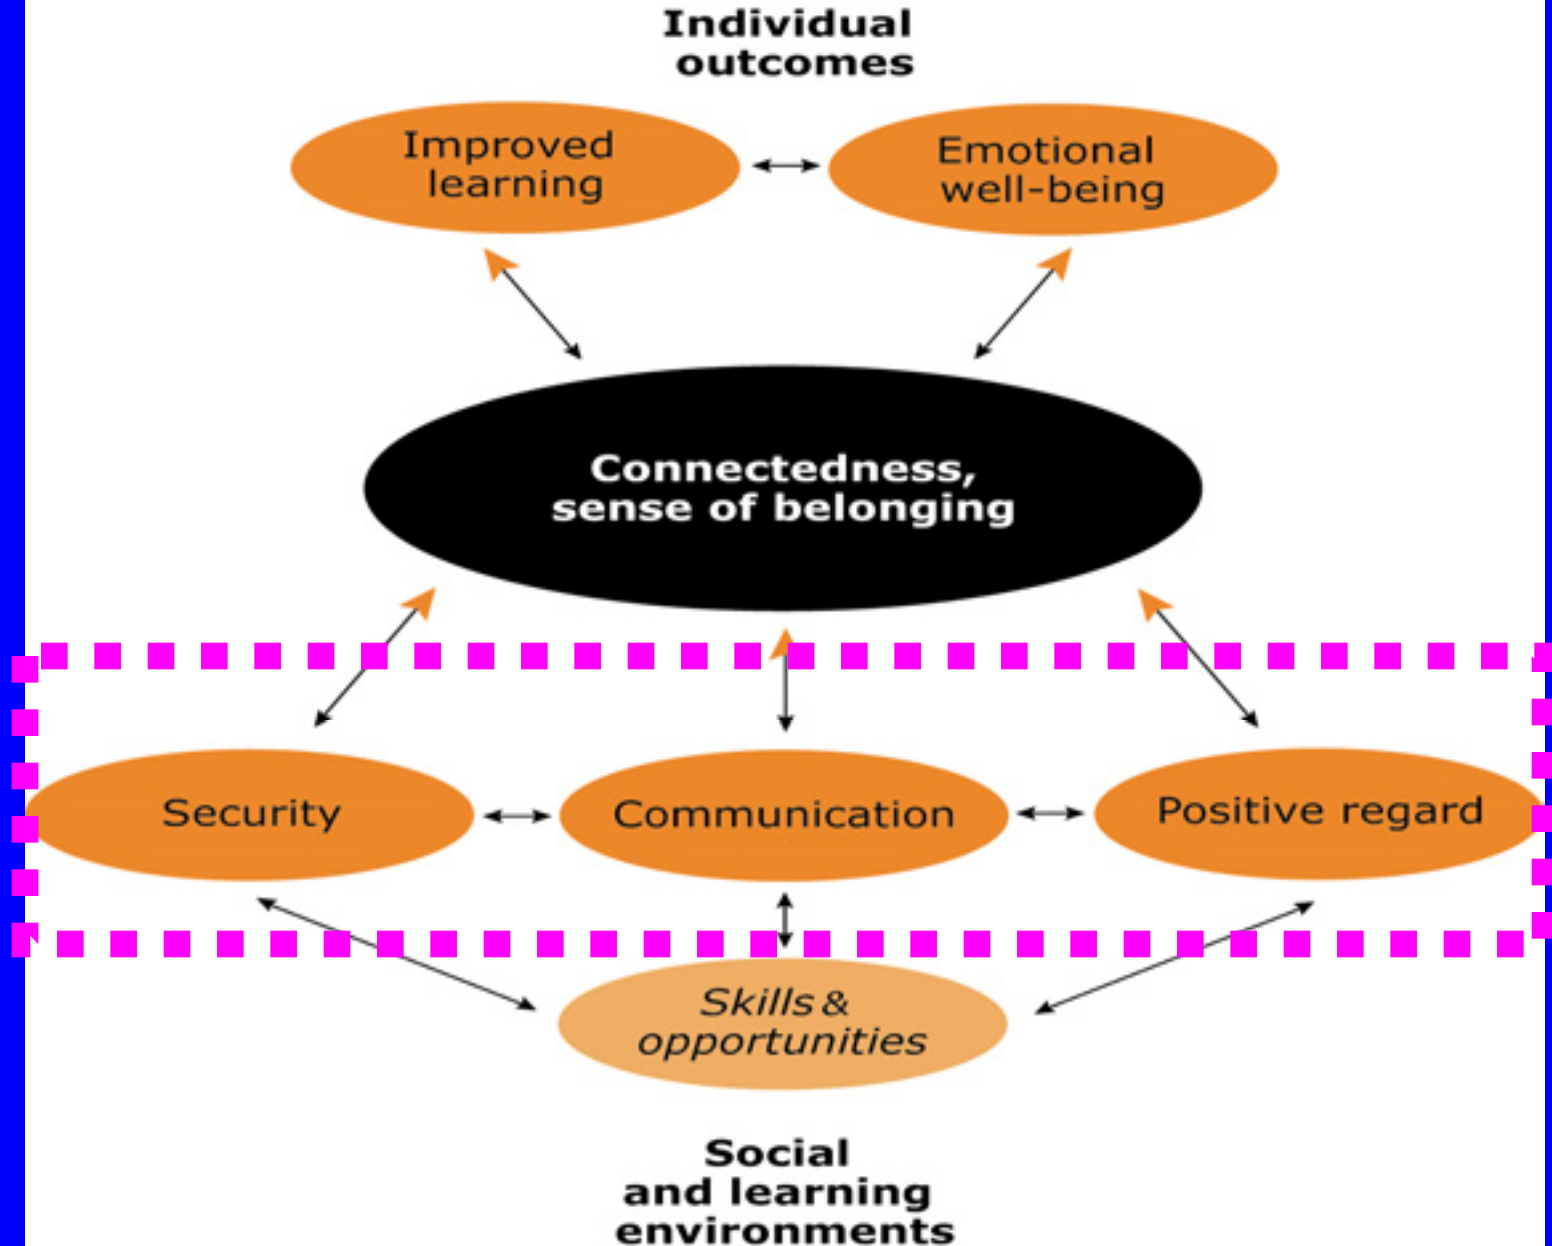 Individual
outcomes
Improved
learning
Emotional
well-being
Connectedness,
sense of belonging
Security
Communication
Positive regard
Skills &
opportunities
Social
and learning
environments